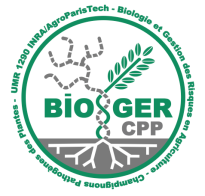 UMR 1290 INRA/AgroParisTech - Biologie et Gestion des Risques en Agriculture - Champignons Pathogènes des Plantes -
BIOGER
CPP